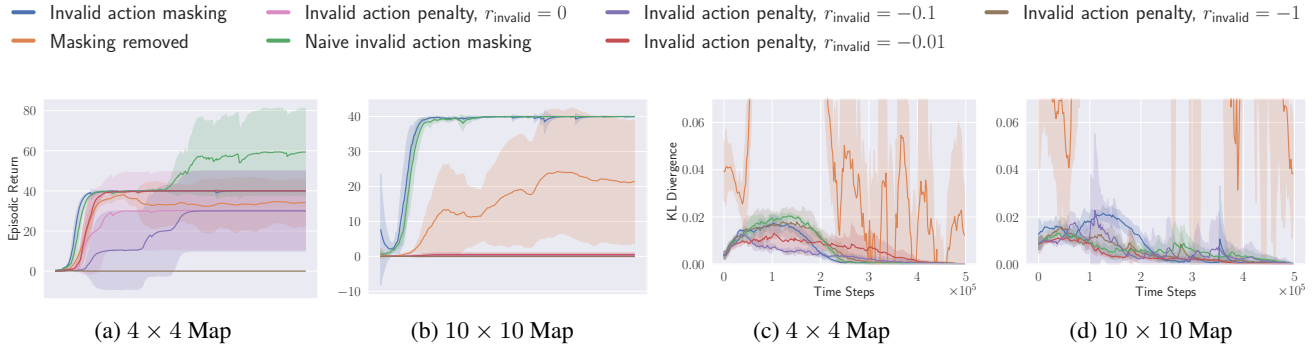 Invalid action masking
Invalid action penalty, r_invalid = 0
Invalid action penalty, r_invalid = −0.1
Invalid action penalty, r_invalid = −1
Masking removed
Naive invalid action masking
Invalid action penalty, r_invalid = −0.01
Episodic Return
80
60
40
20
0
(a) 4 × 4 Map
40
30
20
10
0
−10
(b) 10 × 10 Map
KL Divergence
0.06
0.04
0.02
0.00
0 1 2 3 4 5
Time Steps
×10⁵
(c) 4 × 4 Map
0.06
0.04
0.02
0.00
0 1 2 3 4 5
Time Steps
×10⁵
(d) 10 × 10 Map